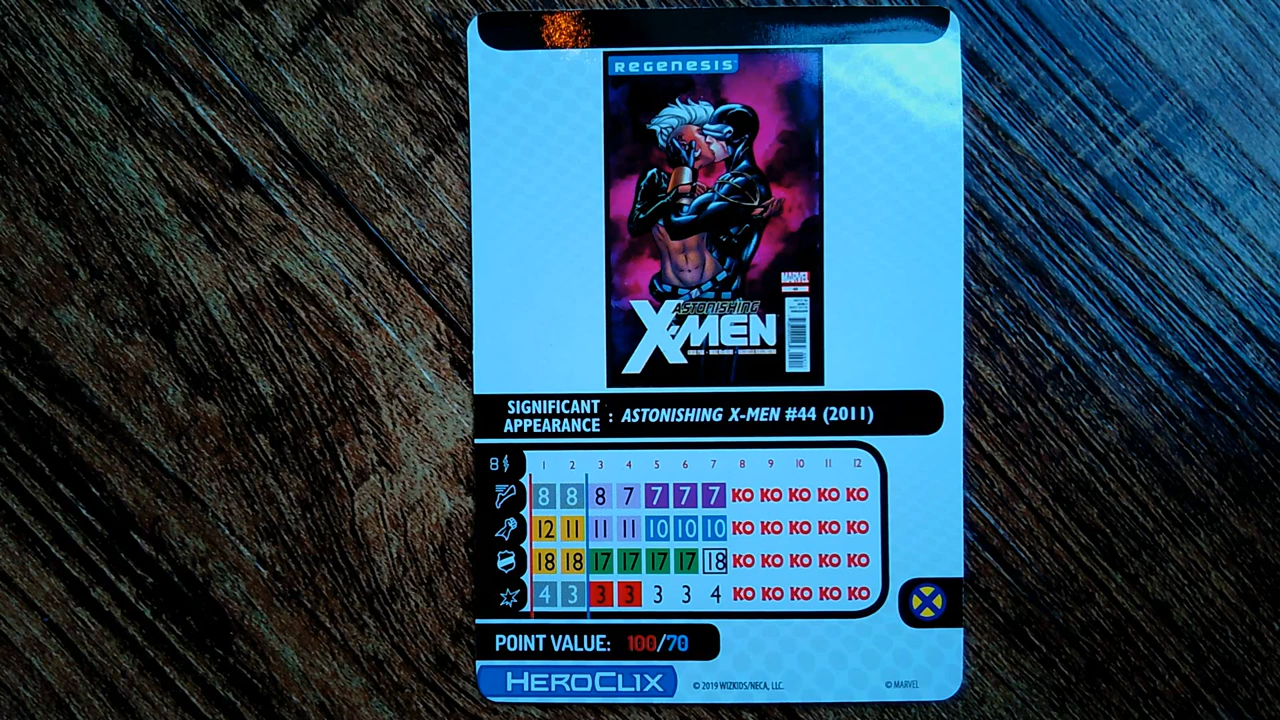 REGENESIS
MARVEL
ASTONISHING
X-MEN
SIGNIFICANT
APPEARANCE : ASTONISHING X-MEN #44 (2011)
8 1 2 3 4 5 6 7 8 9 10 11 12
8 8 8 7 7 7 7 KO KO KO KO KO
12 11 11 11 10 10 10 KO KO KO KO KO
18 18 17 17 17 17 18 KO KO KO KO KO
4 3 3 3 3 3 4 KO KO KO KO KO
POINT VALUE: 100/70
HEROCLIX
© 2019 WIZKIDS/NECA, LLC.
© MARVEL